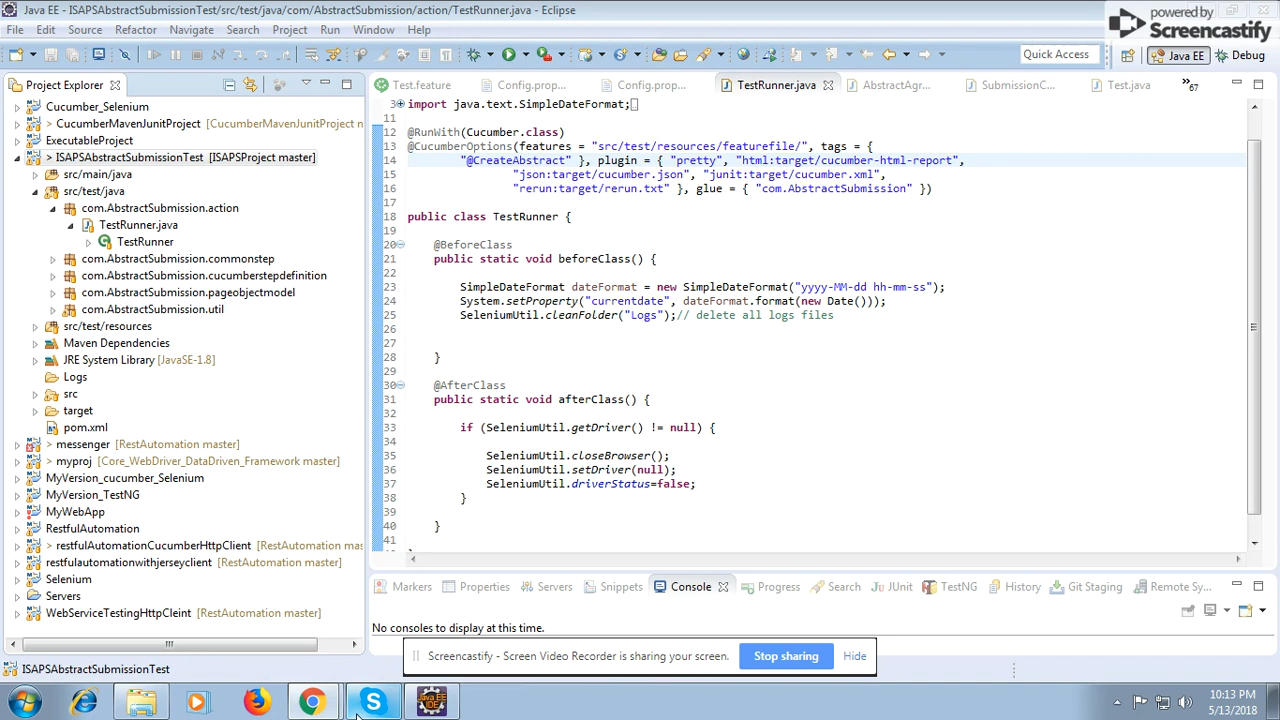 Java EE - ISAPSAbstractSubmissionTest/src/test/java/com/AbstractSubmission/action/TestRunner.java - Eclipse
powered by
Screencastify
File Edit Source Refactor Navigate Search Project Run Window Help
Quick Access
Java EE
Debug
Project Explorer
Cucumber_Selenium
> CucumberMavenJunitProject [CucumberMavenJunitProject n
ExecutableProject
> ISAPSAbstractSubmissionTest [ISAPSProject master]
src/main/java
src/test/java
com.AbstractSubmission.action
TestRunner.java
TestRunner
com.AbstractSubmission.commonstep
com.AbstractSubmission.cucumberstepdefinition
com.AbstractSubmission.pageobjectmodel
com.AbstractSubmission.util
src/test/resources
Maven Dependencies
JRE System Library [JavaSE-1.8]
Logs
src
target
pom.xml
messenger [RestAutomation master]
> myproj [Core_WebDriver_DataDriven_Framework master]
MyVersion_cucumber_Selenium
MyVersion_TestNG
MyWebApp
RestfulAutomation
> restfulAutomationCucumberHttpClient [RestAutomation mas
restfulautomationwithjerseyclient [RestAutomation master]
Selenium
Servers
WebServiceTestingHttpCleint [RestAutomation master]
Test.feature Config.prop... Config.prop... TestRunner.java AbstractAgr... SubmissionC... Test.java 67
3 import java.text.SimpleDateFormat;
11
12 @RunWith(Cucumber.class)
13 @CucumberOptions(features = "src/test/resources/featurefile/", tags = {
14 "@CreateAbstract" }, plugin = { "pretty", "html:target/cucumber-html-report",
15 "json:target/cucumber.json", "junit:target/cucumber.xml",
16 "rerun:target/rerun.txt" }, glue = { "com.AbstractSubmission" })
17
18 public class TestRunner {
19
20 @BeforeClass
21 public static void beforeClass() {
22
23 SimpleDateFormat dateFormat = new SimpleDateFormat("yyyy-MM-dd hh-mm-ss");
24 System.setProperty("currentdate", dateFormat.format(new Date()));
25 SeleniumUtil.cleanFolder("Logs");// delete all logs files
26
27
28 }
29
30 @AfterClass
31 public static void afterClass() {
32
33 if (SeleniumUtil.getDriver() != null) {
34
35 SeleniumUtil.closeBrowser();
36 SeleniumUtil.setDriver(null);
37 SeleniumUtil.driverStatus=false;
38 }
39
40 }
41
Markers Properties Servers Snippets Console Progress Search JUnit TestNG History Git Staging Remote Sy...
No consoles to display at this time.
Screencastify - Screen Video Recorder is sharing your screen. Stop sharing Hide
ISAPSAbstractSubmissionTest
10:13 PM
5/13/2018